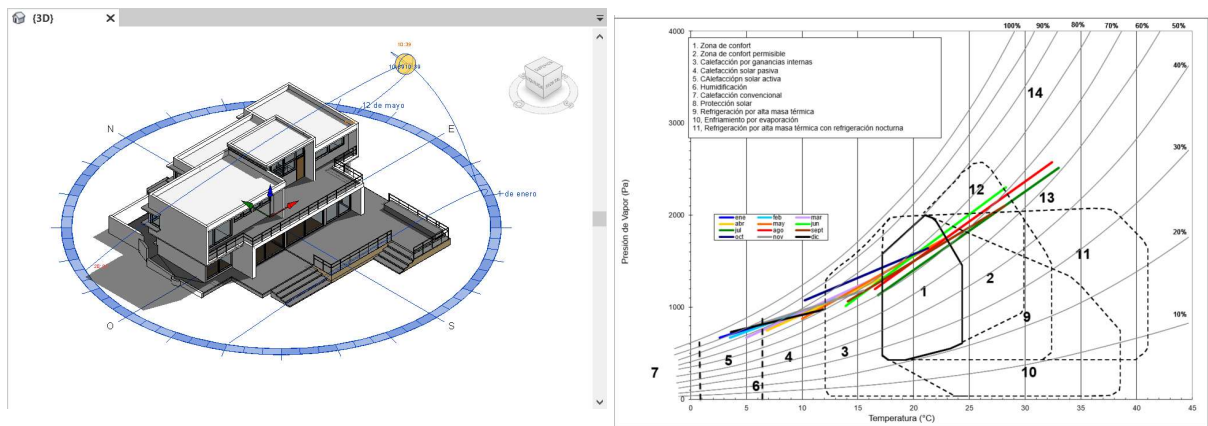 {3D}
10:39
12 de mayo
N
E
1 de enero
O
S
4000
3000
2000
1000
0
Presión de Vapor (Pa)
100%
90%
80%
70%
60%
50%
40%
30%
20%
10%
1. Zona de confort
2. Zona de confort permisible
3. Calefacción por ganancias internas
4. Calefacción solar pasiva
5. CAlefacciópn solar activa
6. Humidificación
7. Calefacción convencional
8. Protección solar
9. Refrigeración por alta masa térmica
10, Enfriamiento por evaporación
11, Refrigeración por alta masa térmica con refrigeración nocturna
14
12
13
11
2
1
9
3
4
5
10
6
7
ene feb mar
abr may jun
jul ago sept
oct nov dic
0 5 10 15 20 25 30 35 40 45
Temperatura (°C)